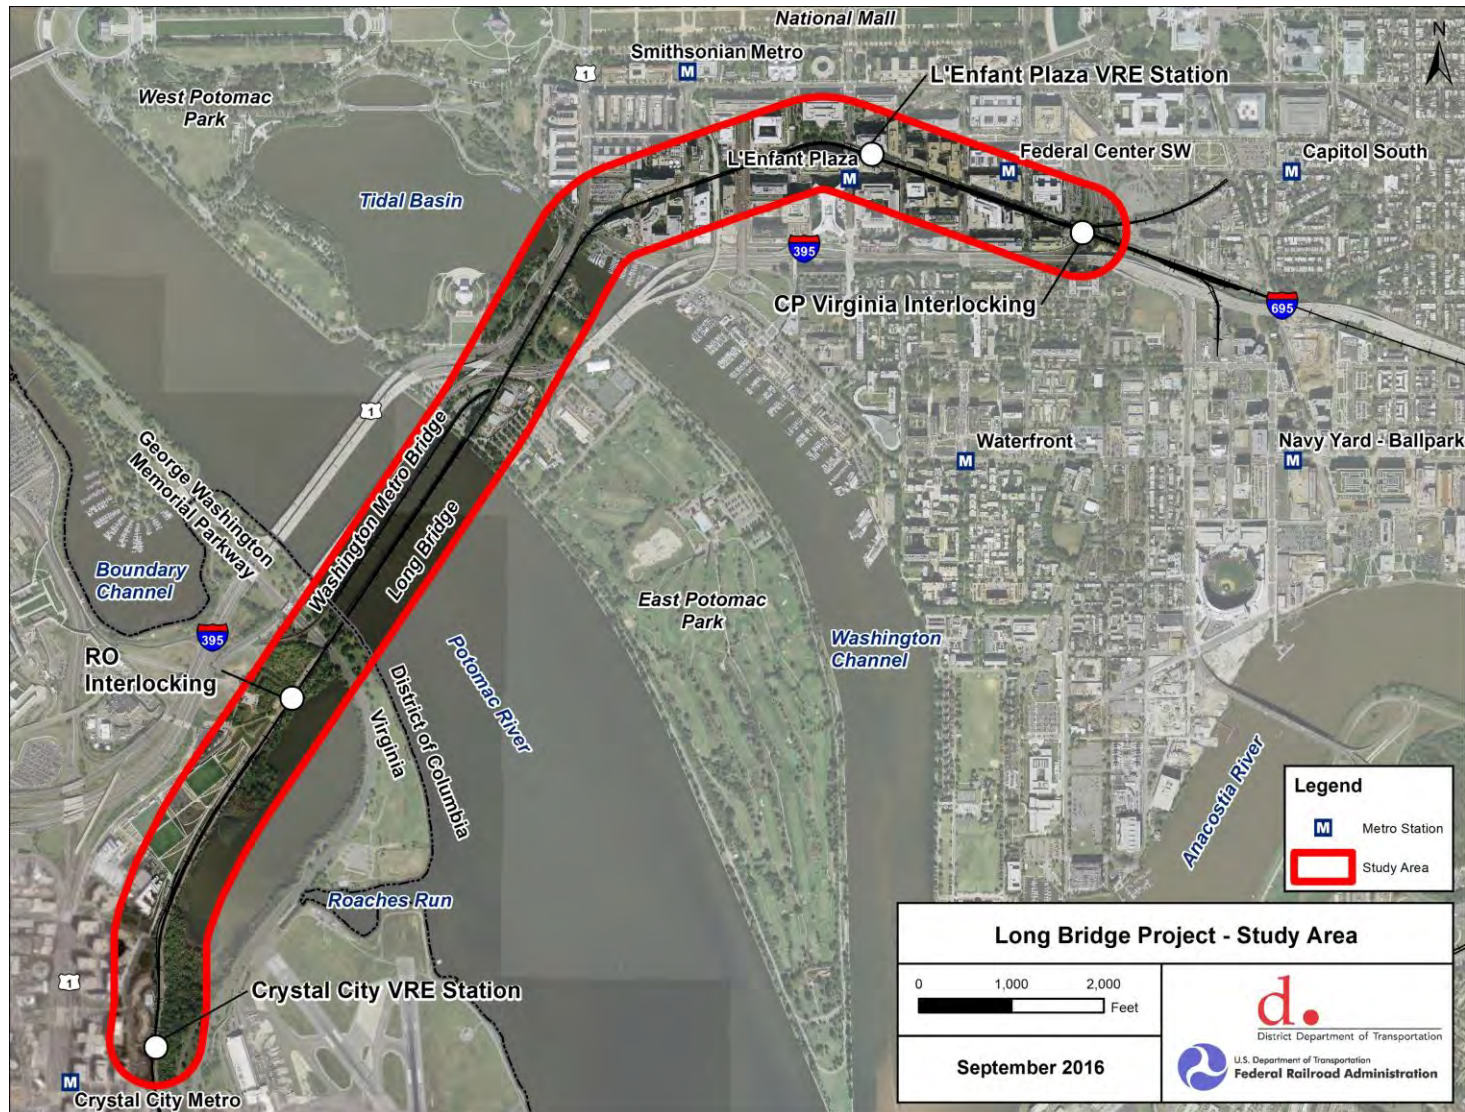 National Mall
N
Smithsonian Metro
M
1
L'Enfant Plaza VRE Station
West Potomac
Park
L'Enfant Plaza
M
Federal Center SW
M
Capitol South
M
Tidal Basin
395
CP Virginia Interlocking
695
1
George Washington
Memorial Parkway
Washington Metro Bridge
Long Bridge
Waterfront
M
Navy Yard - Ballpark
M
Boundary
Channel
395
RO
Interlocking
East Potomac
Park
Washington
Channel
Potomac River
District of Columbia
Virginia
Anacostia River
Roaches Run
1
Crystal City VRE Station
M
Crystal City Metro
Legend
M Metro Station
Study Area
Long Bridge Project - Study Area
0 1,000 2,000
Feet
September 2016
d.
District Department of Transportation
U.S. Department of Transportation
Federal Railroad Administration